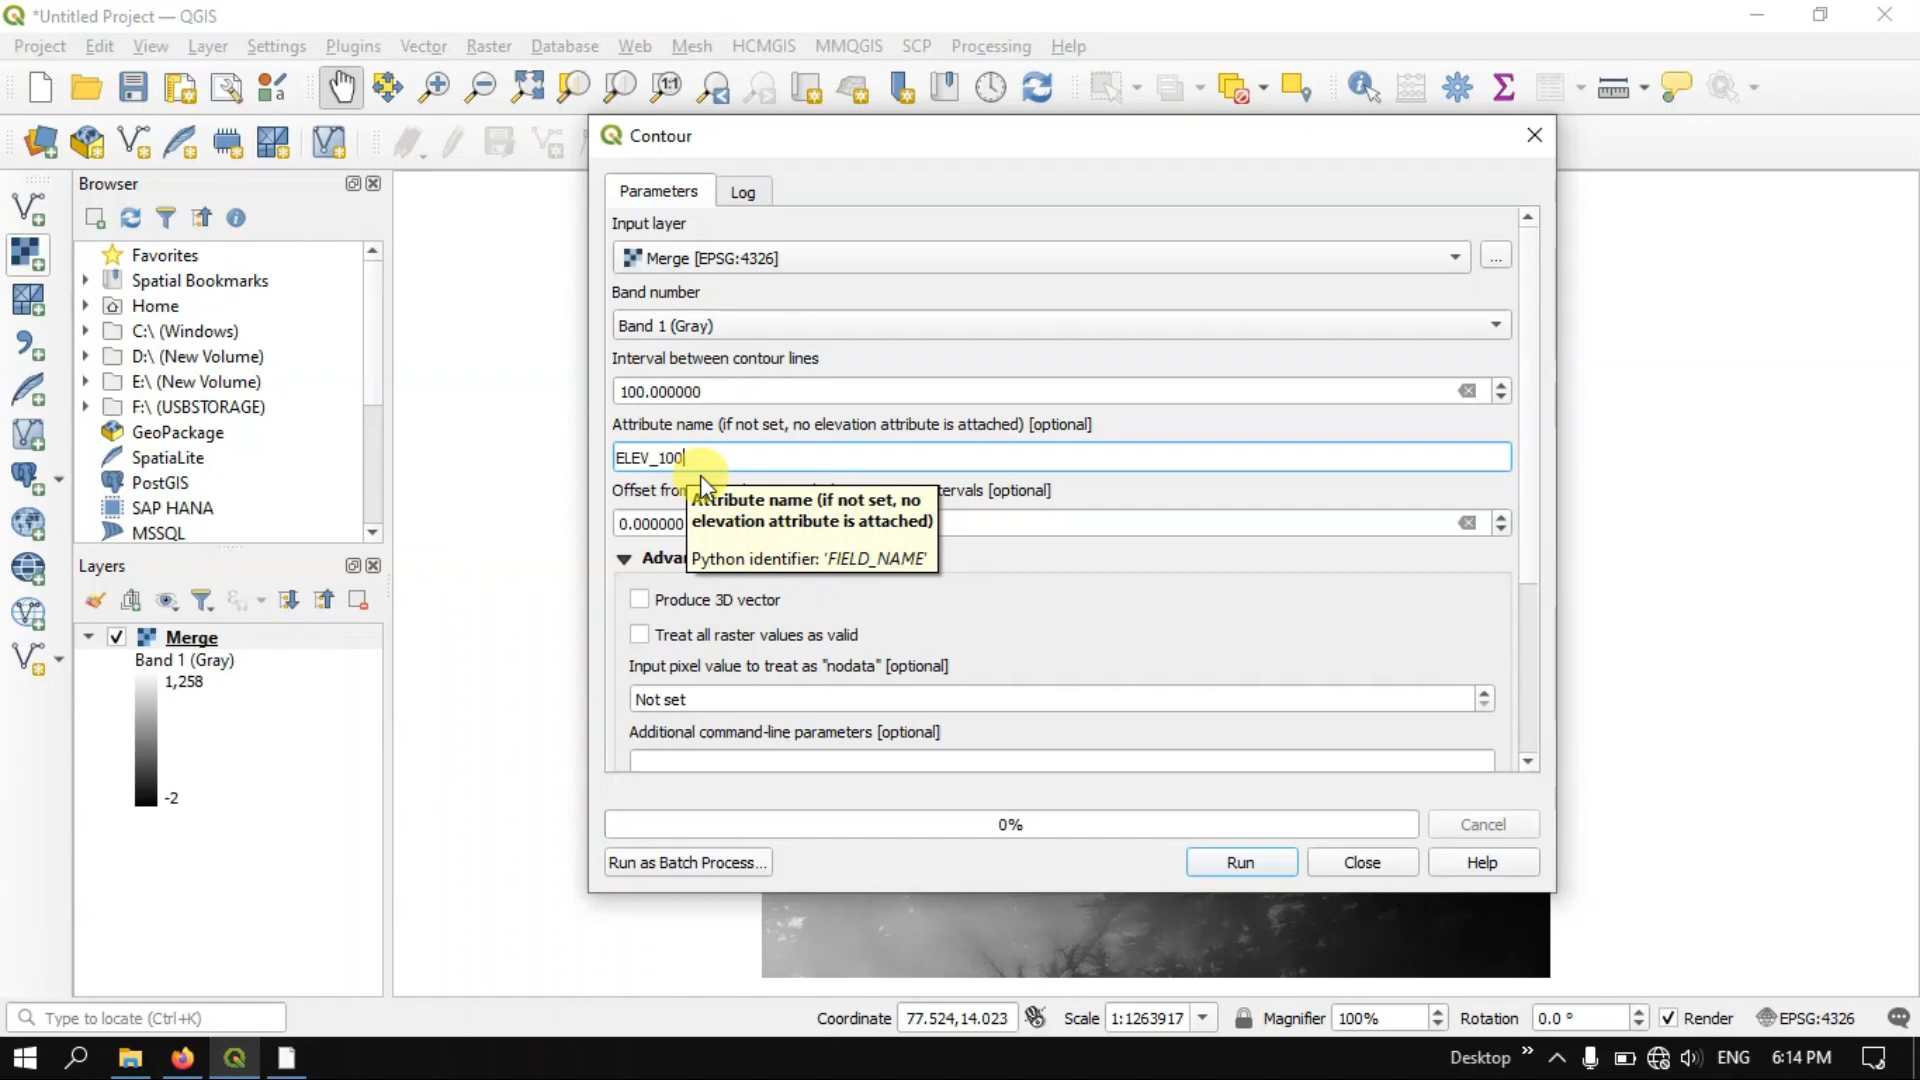 *Untitled Project — QGIS
Project Edit View Layer Settings Plugins Vector Raster Database Web Mesh HCMGIS MMQGIS SCP Processing Help
Contour
Browser
Favorites
Spatial Bookmarks
Home
C:\ (Windows)
D:\ (New Volume)
E:\ (New Volume)
F:\ (USBSTORAGE)
GeoPackage
SpatiaLite
PostGIS
SAP HANA
MSSQL
Layers
Merge
Band 1 (Gray)
1,258
-2
Parameters Log
Input layer
Merge [EPSG:4326]
...
Band number
Band 1 (Gray)
Interval between contour lines
100.000000
Attribute name (if not set, no elevation attribute is attached) [optional]
ELEV_100
Offset from
tervals [optional]
0.000000
Attribute name (if not set, no
elevation attribute is attached)
Python identifier: 'FIELD_NAME'
Adva
Produce 3D vector
Treat all raster values as valid
Input pixel value to treat as "nodata" [optional]
Not set
Additional command-line parameters [optional]
0%
Cancel
Run as Batch Process...
Run
Close
Help
Type to locate (Ctrl+K)
Coordinate 77.524,14.023 Scale 1:1263917 Magnifier 100% Rotation 0.0 ° Render EPSG:4326
Desktop » ENG 6:14 PM